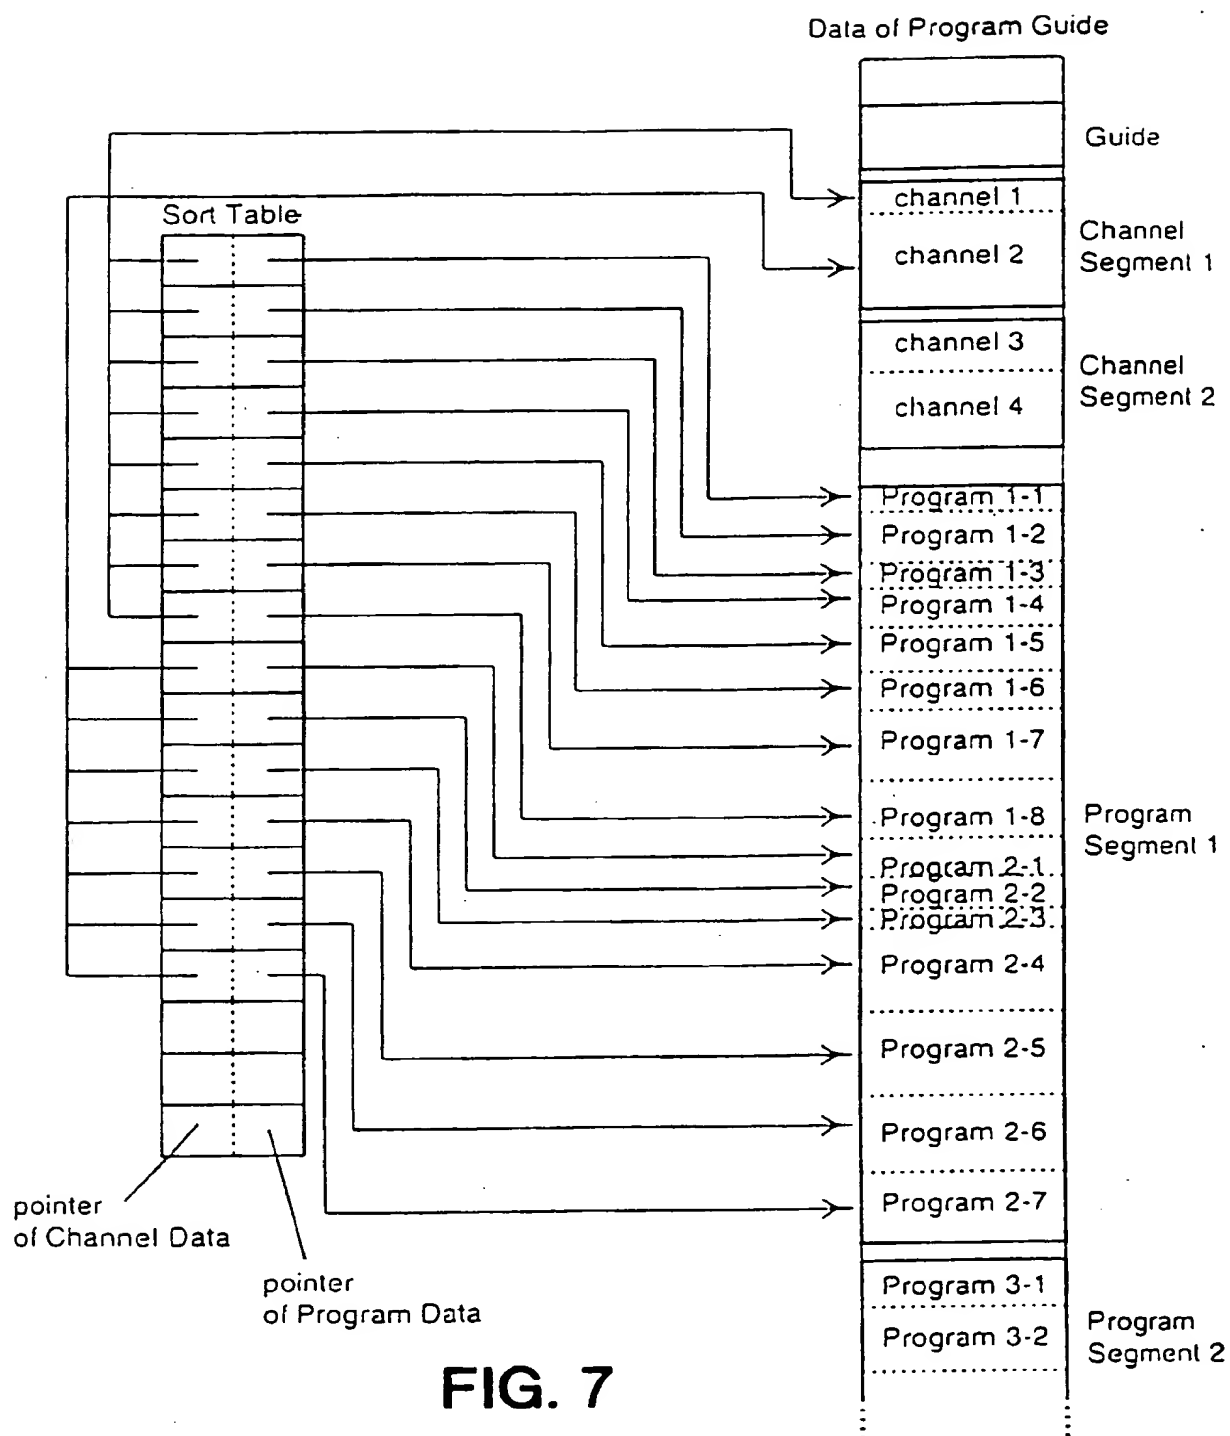 Data of Program Guide
Guide
channel 1
Sort Table
channel 2
Channel
Segment 1
channel 3
channel 4
Channel
Segment 2
Program 1-1
Program 1-2
Program 1-3
Program 1-4
Program 1-5
Program 1-6
Program 1-7
Program 1-8
Program
Segment 1
Program 2-1
Program 2-2
Program 2-3
Program 2-4
Program 2-5
Program 2-6
Program 2-7
pointer
of Channel Data
pointer
of Program Data
Program 3-1
Program 3-2
Program
Segment 2
FIG. 7